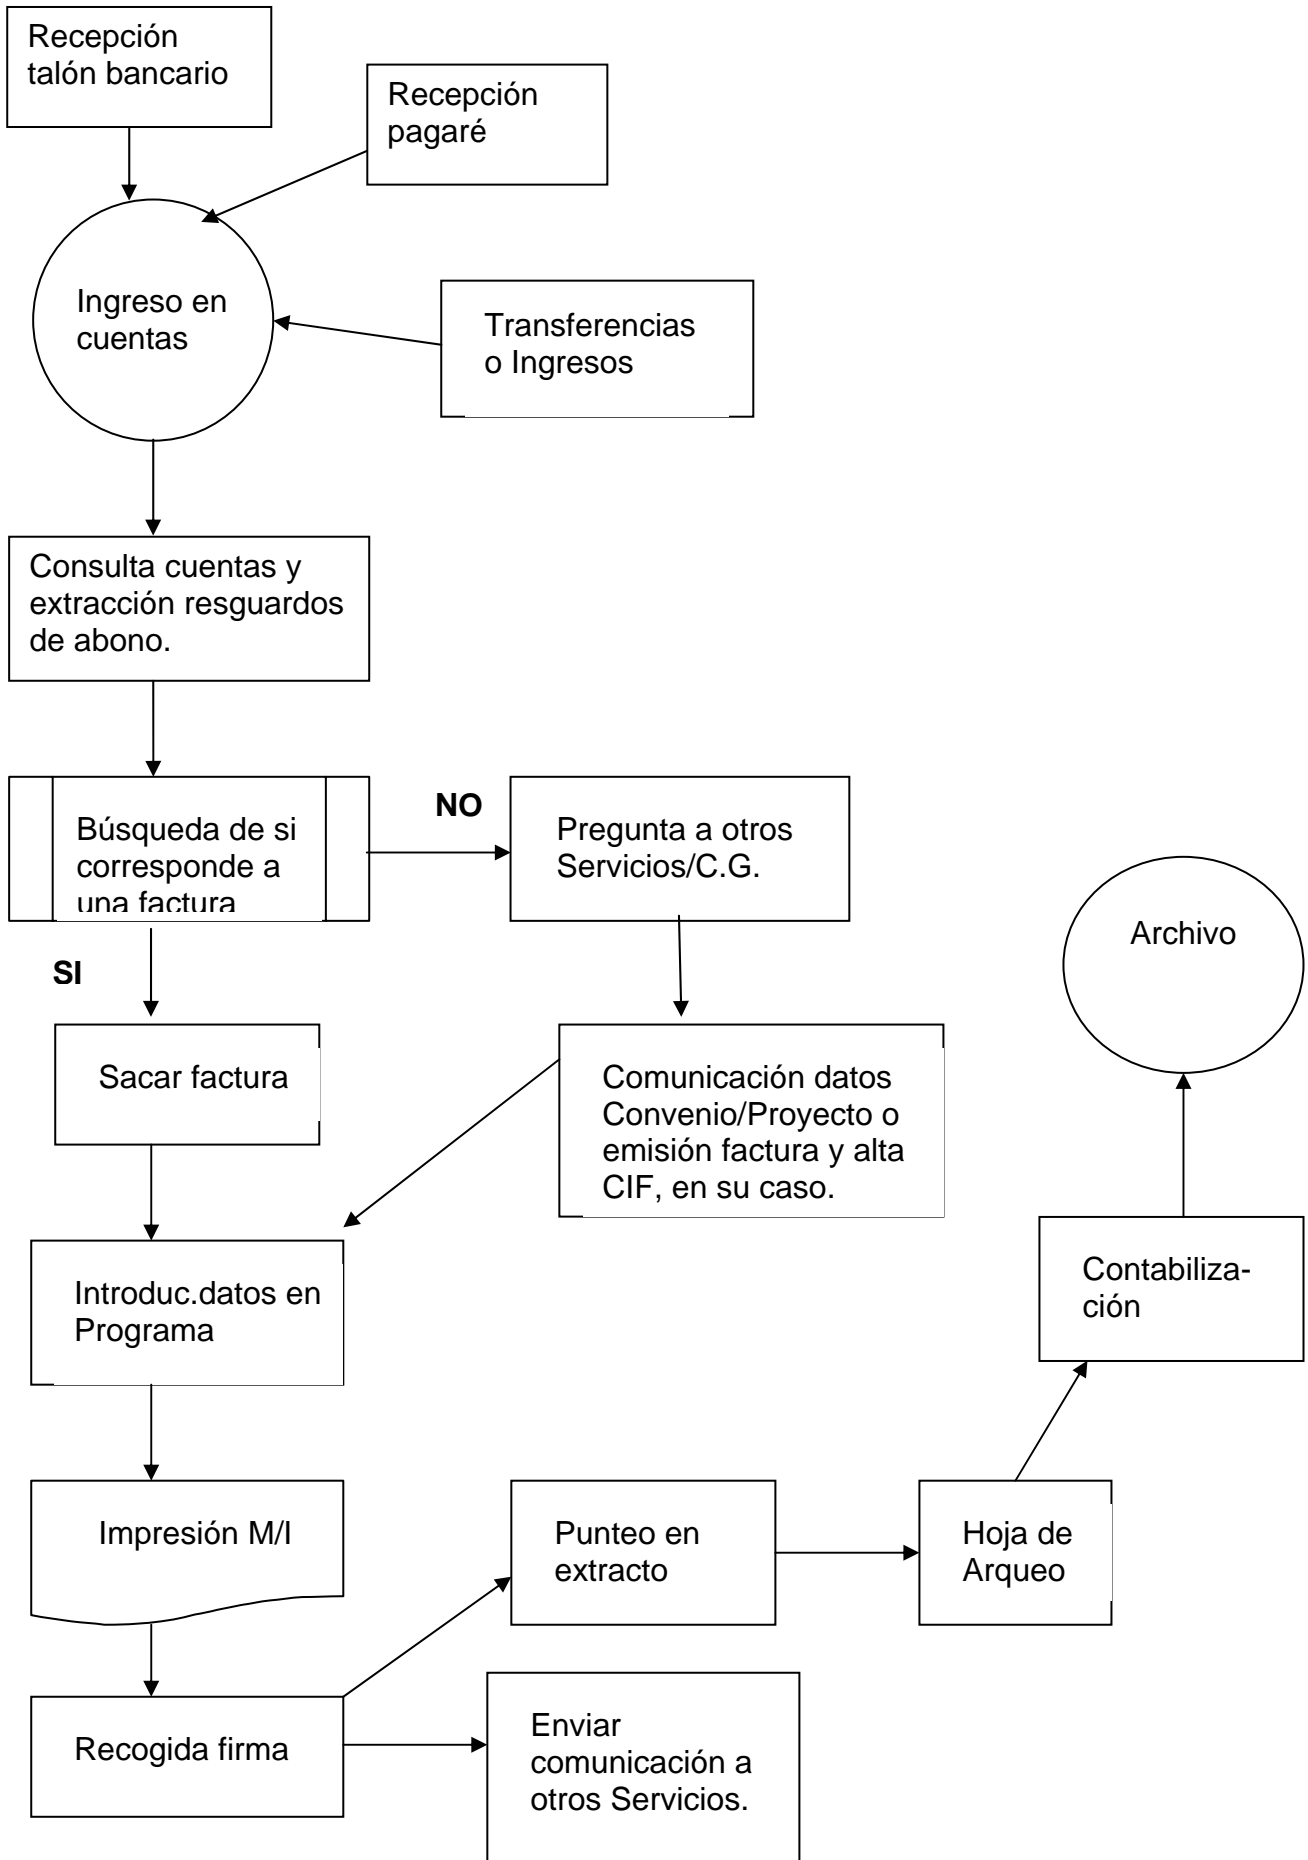 Recepción
talón bancario
Recepción
pagaré
Ingreso en
cuentas
Transferencias
o Ingresos
Consulta cuentas y
extracción resguardos
de abono.
Búsqueda de si
corresponde a
una factura
NO
Pregunta a otros
Servicios/C.G.
Archivo
SI
Sacar factura
Comunicación datos
Convenio/Proyecto o
emisión factura y alta
CIF, en su caso.
Introduc.datos en
Programa
Contabiliza-
ción
Impresión M/I
Punteo en
extracto
Hoja de
Arqueo
Recogida firma
Enviar
comunicación a
otros Servicios.